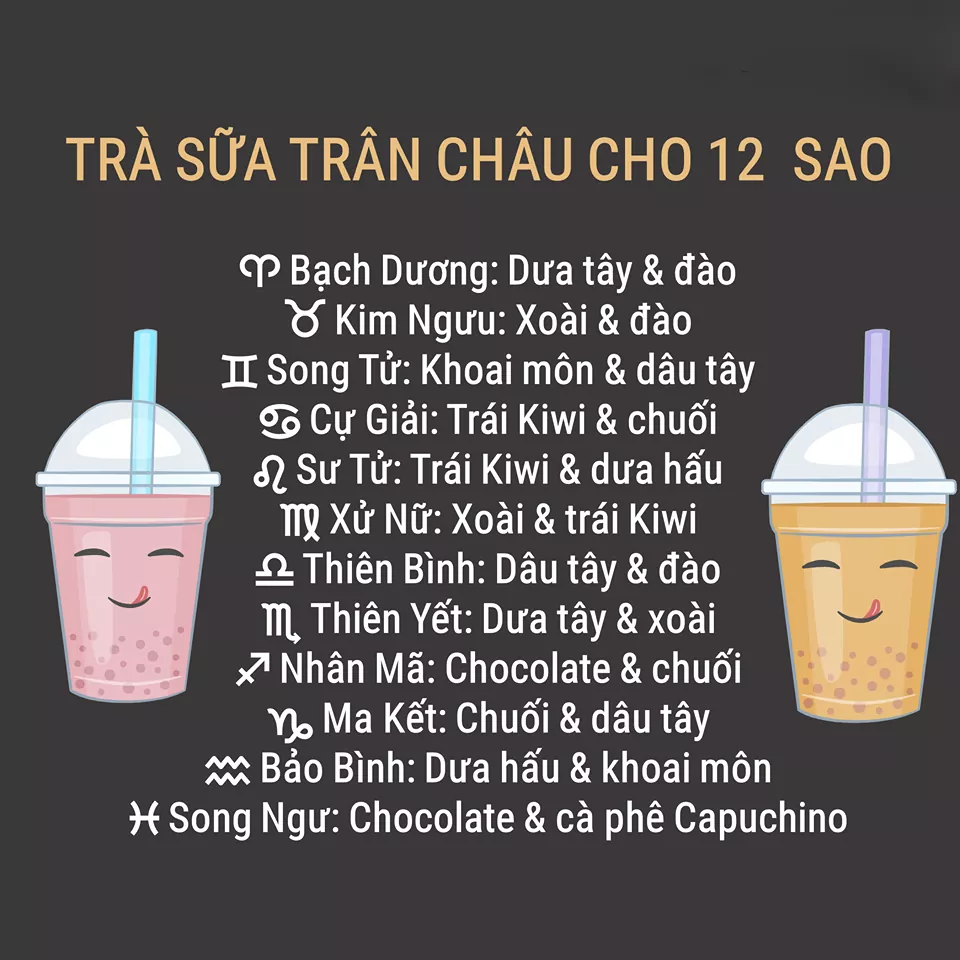 TRÀ SỮA TRÂN CHÂU CHO 12 SAO
♈ Bạch Dương: Dưa tây & đào
♉ Kim Ngưu: Xoài & đào
♊ Song Tử: Khoai môn & dâu tây
♋ Cự Giải: Trái Kiwi & chuối
♌ Sư Tử: Trái Kiwi & dưa hấu
♍ Xử Nữ: Xoài & trái Kiwi
♎ Thiên Bình: Dâu tây & đào
♏ Thiên Yết: Dưa tây & xoài
♐ Nhân Mã: Chocolate & chuối
♑ Ma Kết: Chuối & dâu tây
♒ Bảo Bình: Dưa hấu & khoai môn
♓ Song Ngư: Chocolate & cà phê Capuchino